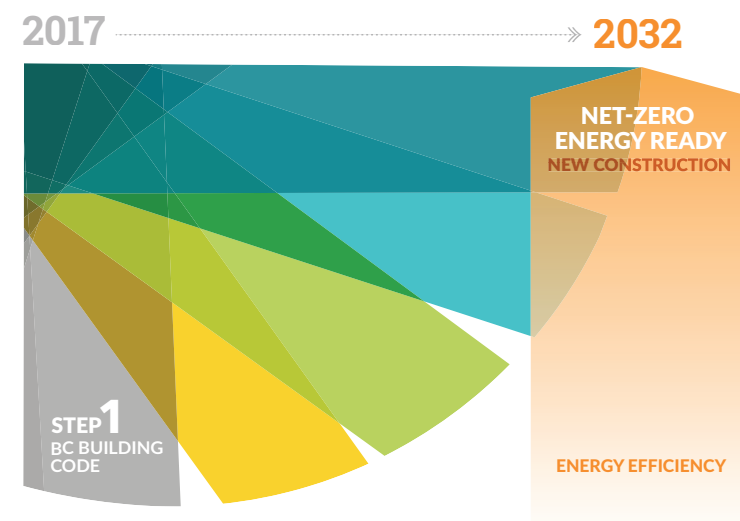 2017
2032
NET-ZERO
ENERGY READY
NEW CONSTRUCTION
STEP1
BC BUILDING
CODE
ENERGY EFFICIENCY